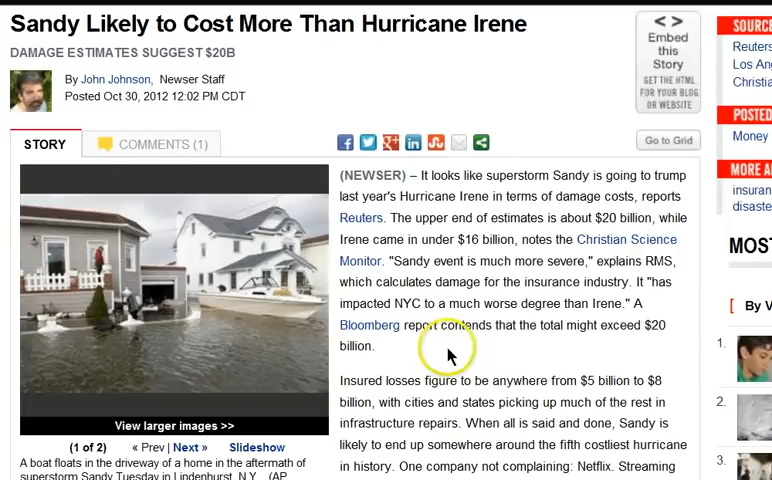 Sandy Likely to Cost More Than Hurricane Irene
DAMAGE ESTIMATES SUGGEST $20B
By John Johnson, Newser Staff
Posted Oct 30, 2012 12:02 PM CDT
< >
Embed
this
Story
GET THE HTML
FOR YOUR BLOG
OR WEBSITE
STORY
COMMENTS (1)
Go to Grid
(NEWSER) – It looks like superstorm Sandy is going to trump
last year's Hurricane Irene in terms of damage costs, reports
Reuters. The upper end of estimates is about $20 billion, while
Irene came in under $16 billion, notes the Christian Science
Monitor. "Sandy event is much more severe," explains RMS,
which calculates damage for the insurance industry. It "has
impacted NYC to a much worse degree than Irene." A
Bloomberg report contends that the total might exceed $20
billion.
Insured losses figure to be anywhere from $5 billion to $8
billion, with cities and states picking up much of the rest in
infrastructure repairs. When all is said and done, Sandy is
likely to end up somewhere around the fifth costliest hurricane
in history. One company not complaining: Netflix. Streaming
View larger images >>
(1 of 2) « Prev | Next » Slideshow
A boat floats in the driveway of a home in the aftermath of
superstorm Sandy Tuesday in Lindenhurst, N.Y. (AP
SOURC
Reuters
Los An
Christia
POSTED
Money
MORE A
insuran
disaste
MOST
[ By V
1.
2.
3.